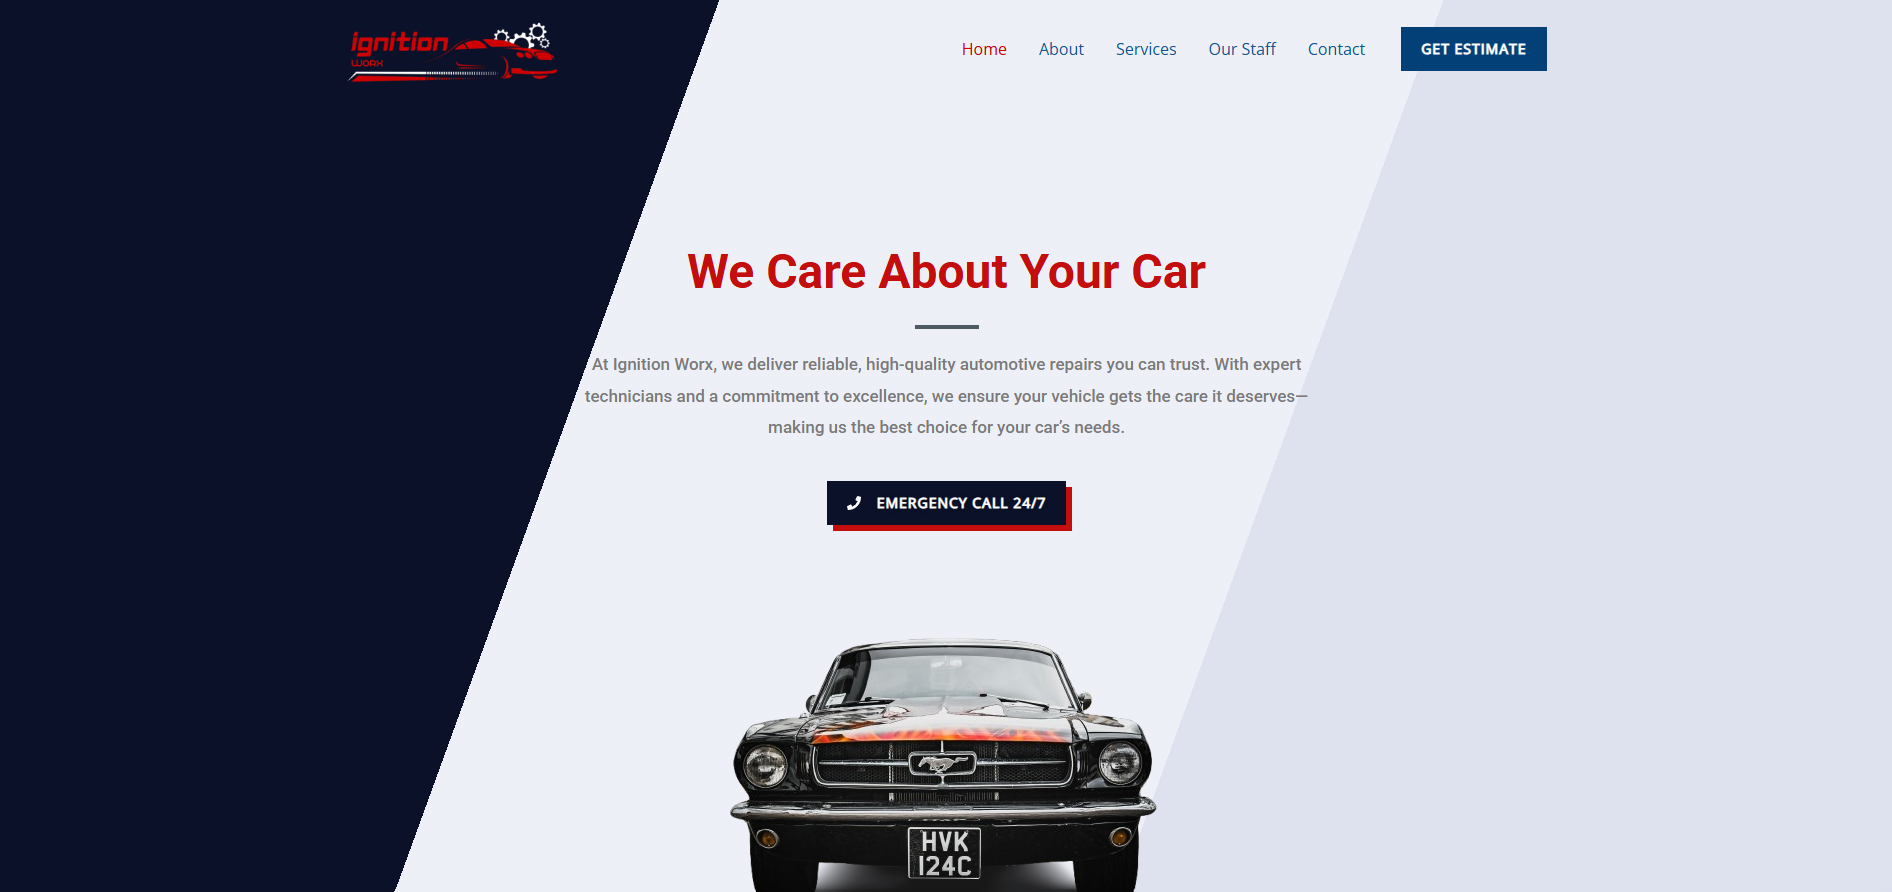 ignition
WORX
Home About Services Our Staff Contact GET ESTIMATE
We Care About Your Car
At Ignition Worx, we deliver reliable, high-quality automotive repairs you can trust. With expert
technicians and a commitment to excellence, we ensure your vehicle gets the care it deserves—
making us the best choice for your car’s needs.
EMERGENCY CALL 24/7
HVK
124C